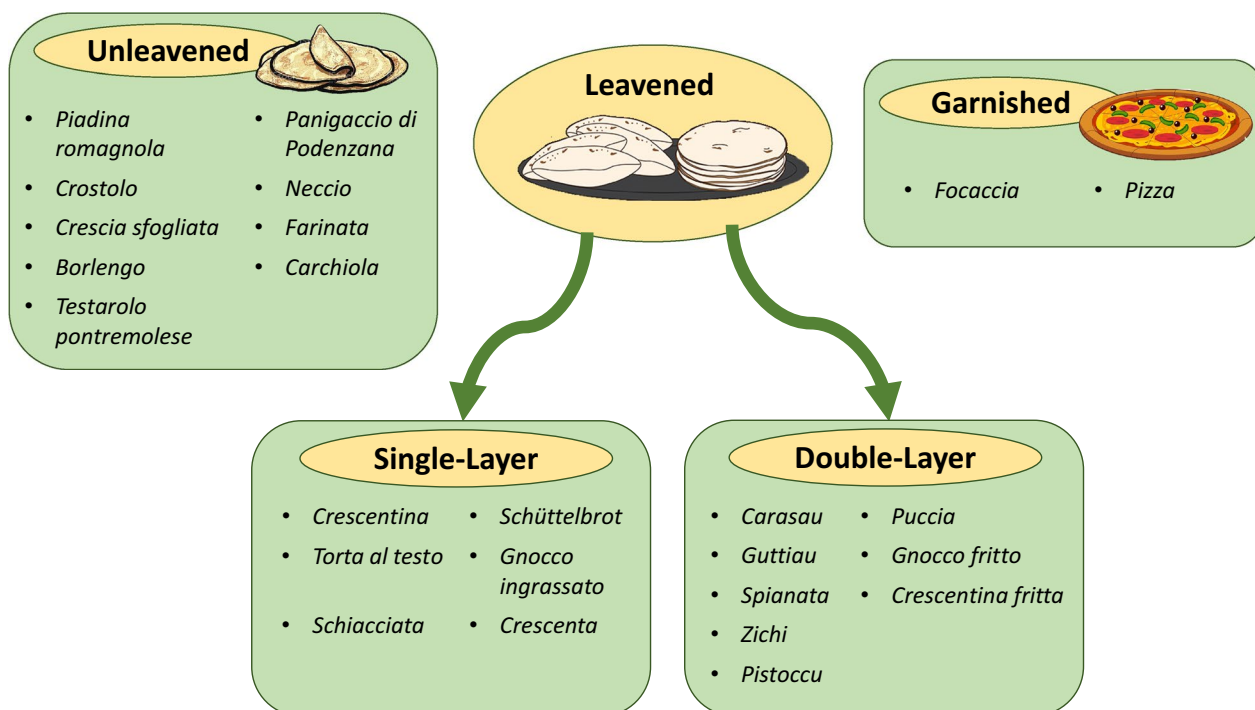 Unleavened
• Piadina
romagnola
• Crostolo
• Crescia sfogliata
• Borlengo
• Testarolo
pontremolese
• Panigaccio di
Podenzana
• Neccio
• Farinata
• Carchiola
Leavened
Garnished
• Focaccia
• Pizza
Single-Layer
• Crescentina
• Torta al testo
• Schiacciata
• Schüttelbrot
• Gnocco
ingrassato
• Crescenta
Double-Layer
• Carasau
• Guttiau
• Spianata
• Zichi
• Pistoccu
• Puccia
• Gnocco fritto
• Crescentina fritta